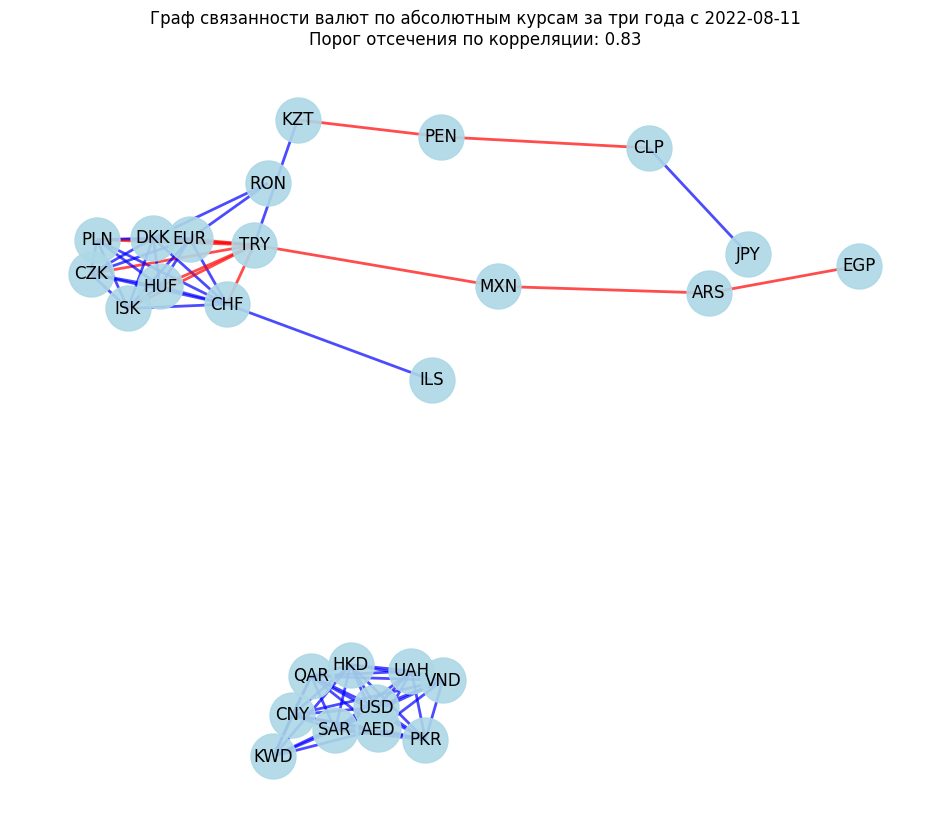 Граф связанности валют по абсолютным курсам за три года с 2022-08-11
Порог отсечения по корреляции: 0.83
KZT
PEN
CLP
RON
PLN
DKK
EUR
TRY
JPY
EGP
CZK
HUF
MXN
ARS
ISK
CHF
ILS
HKD
QAR
UAH
VND
CNY
USD
SAR
AED
PKR
KWD